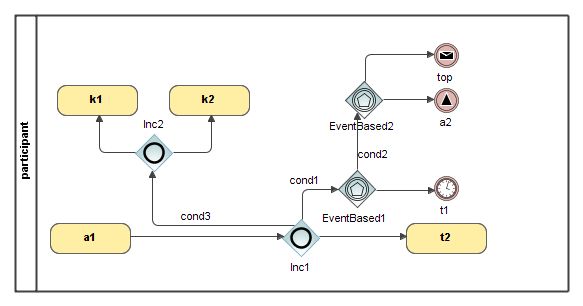 participant
top
k1
k2
a2
Inc2
EventBased2
cond2
cond1
t1
EventBased1
cond3
a1
t2
Inc1